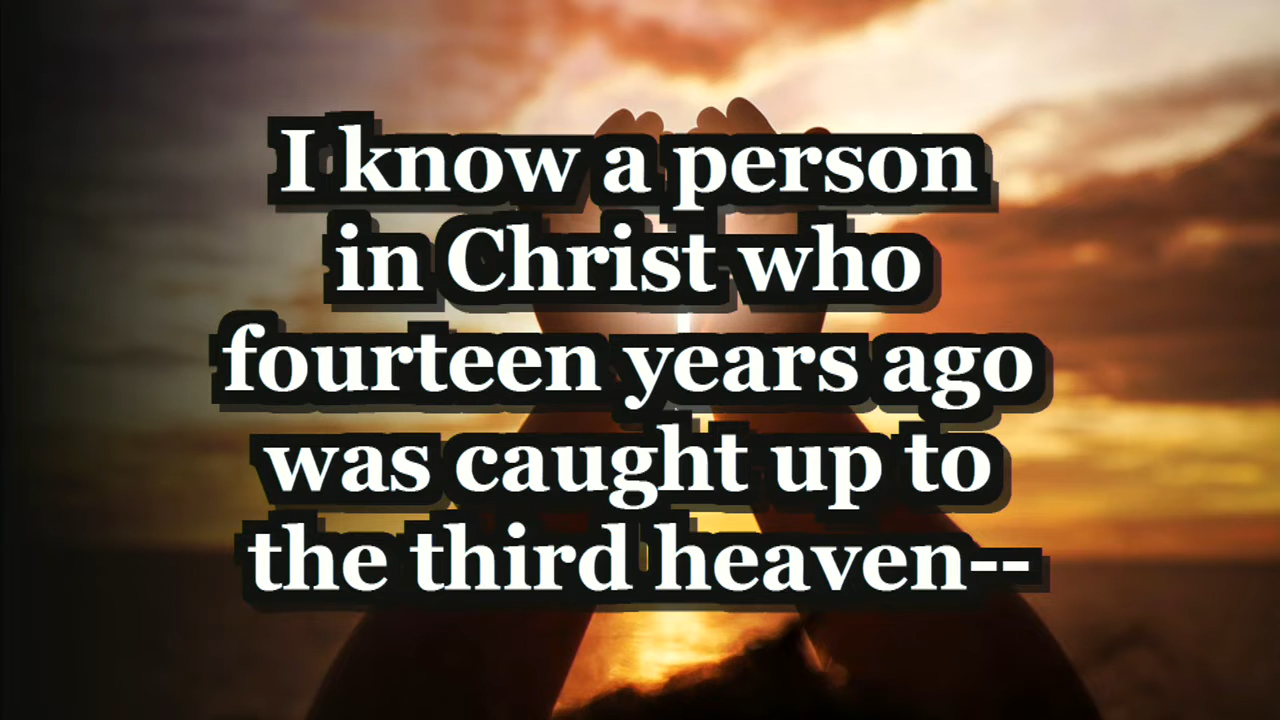 I know a person
in Christ who
fourteen years ago
was caught up to
the third heaven--